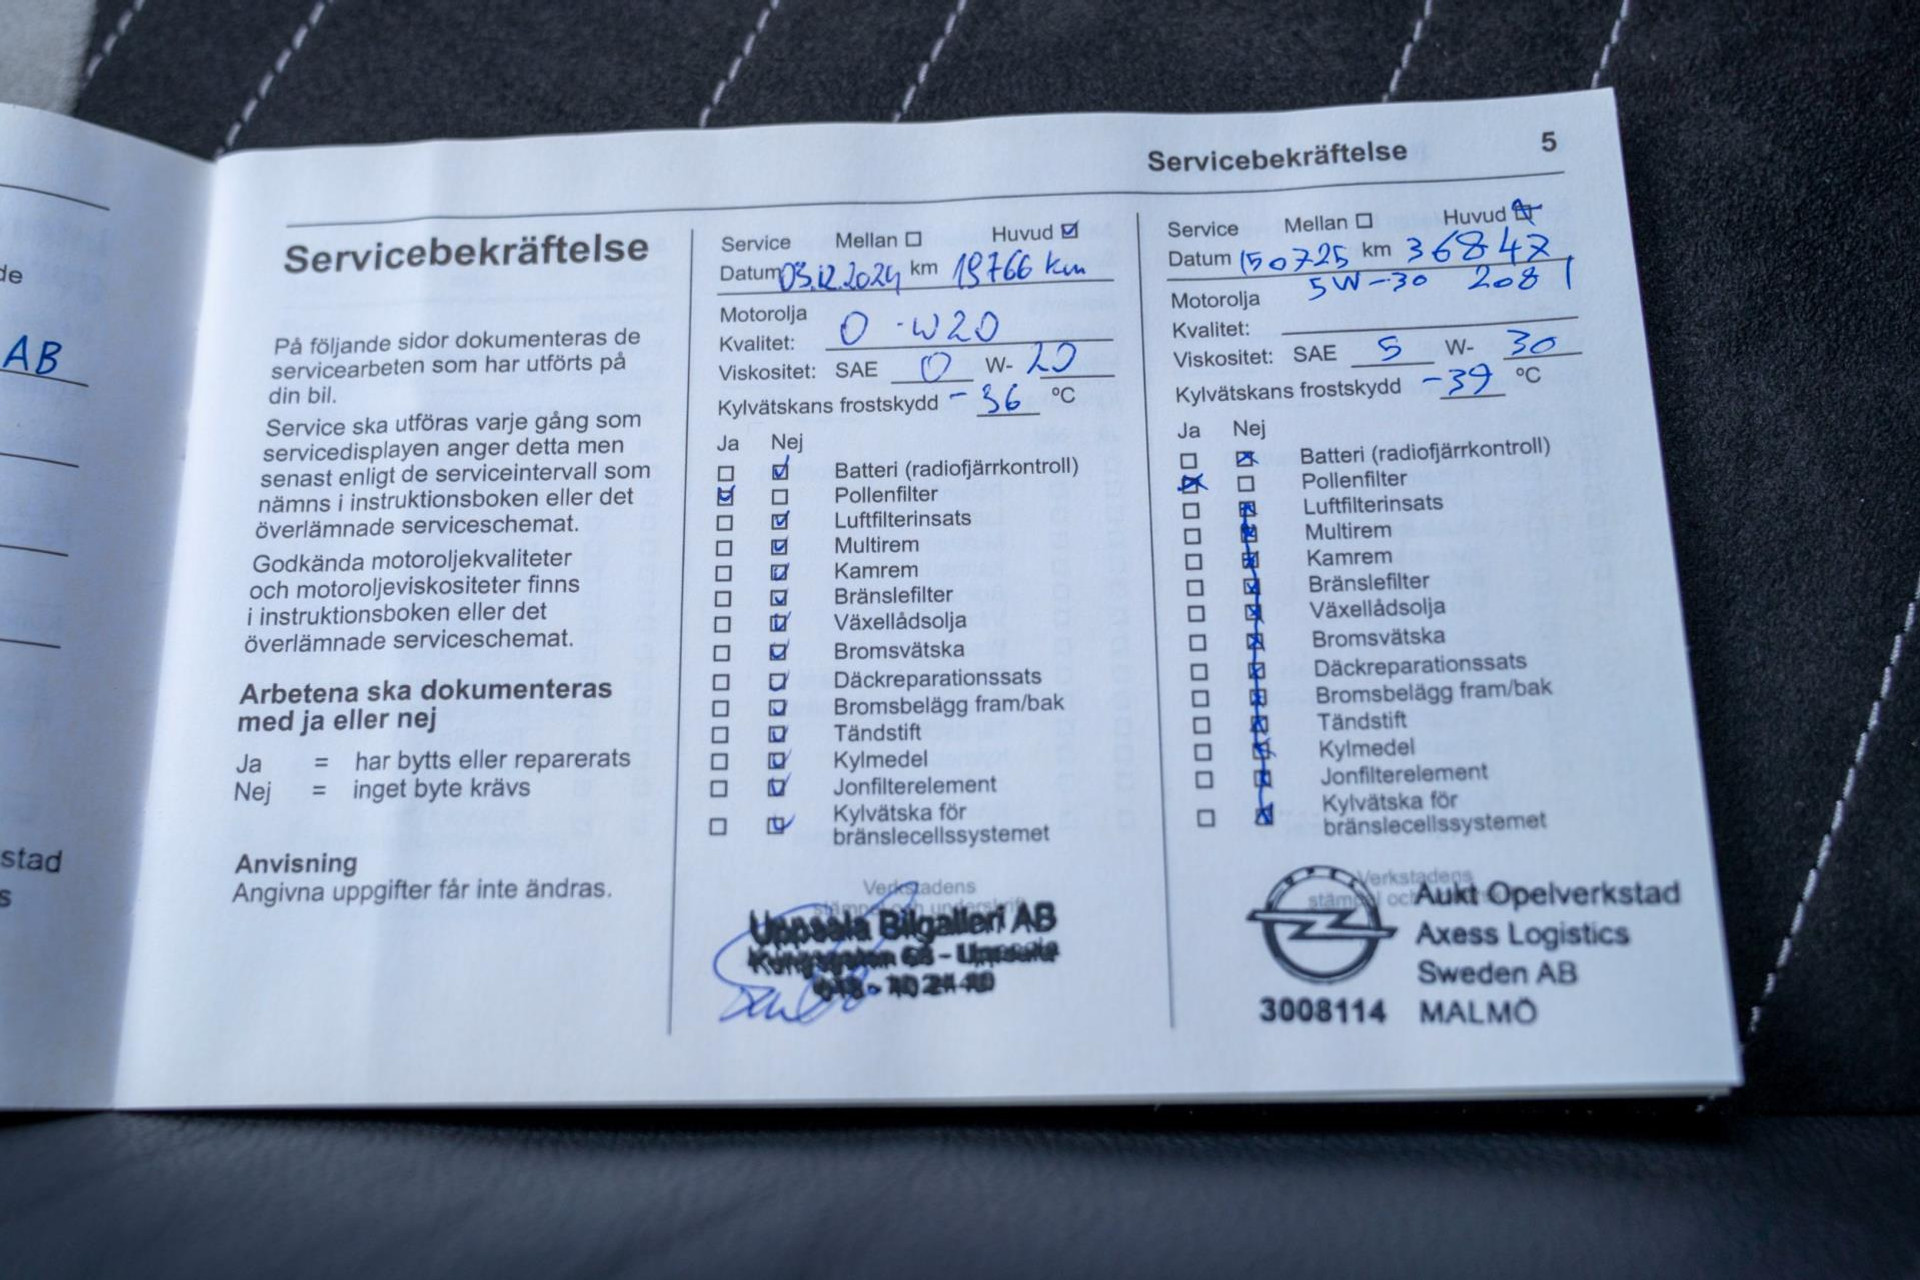 de
AB
stad
s
Servicebekräftelse 5
Servicebekräftelse
På följande sidor dokumenteras de
servicearbeten som har utförts på
din bil.
Service ska utföras varje gång som
servicedisplayen anger detta men
senast enligt de serviceintervall som
nämns i instruktionsboken eller det
överlämnade serviceschemat.
Godkända motoroljekvaliteter
och motoroljeviskositeter finns
i instruktionsboken eller det
överlämnade serviceschemat.
Arbetena ska dokumenteras
med ja eller nej
Ja = har bytts eller reparerats
Nej = inget byte krävs
Anvisning
Angivna uppgifter får inte ändras.
Service Mellan Huvud
Datum 03.12.2024 km 19766 km
Motorolja
Kvalitet: 0-W20
Viskositet: SAE 0 W- 20
Kylvätskans frostskydd -36 °C
Ja Nej
Batteri (radiofjärrkontroll)
Pollenfilter
Luftfilterinsats
Multirem
Kamrem
Bränslefilter
Växellådsolja
Bromsvätska
Däckreparationssats
Bromsbelägg fram/bak
Tändstift
Kylmedel
Jonfilterelement
Kylvätska för
bränslecellssystemet
Verkstadens
stämpel och underskrift
Uppsala Bilgalleri AB
Kungsgatan - Uppsala
Service Mellan Huvud
Datum 150725 km 36847
Motorolja 5W-30 2081
Kvalitet:
Viskositet: SAE 5 W- 30
Kylvätskans frostskydd -39 °C
Ja Nej
Batteri (radiofjärrkontroll)
Pollenfilter
Luftfilterinsats
Multirem
Kamrem
Bränslefilter
Växellådsolja
Bromsvätska
Däckreparationssats
Bromsbelägg fram/bak
Tändstift
Kylmedel
Jonfilterelement
Kylvätska för
bränslecellssystemet
Verkstadens
stämpel och
Aukt Opelverkstad
Axess Logistics
Sweden AB
3008114 MALMÖ